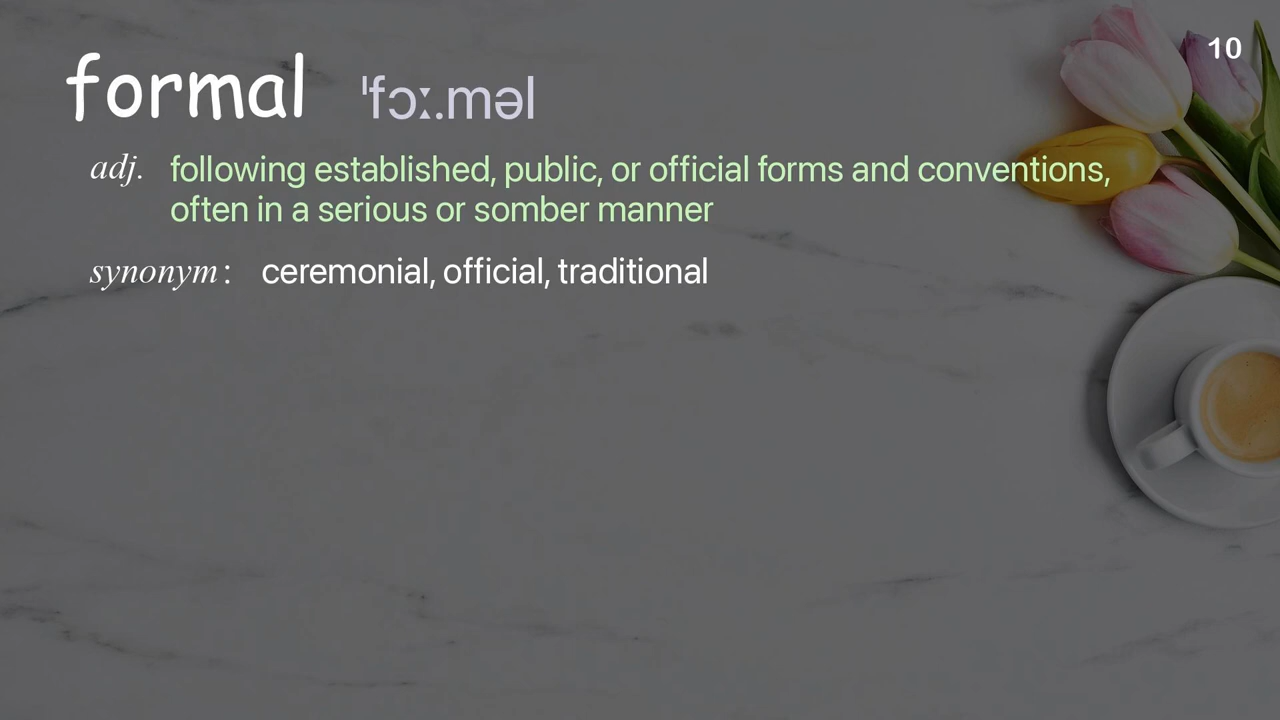 10
formal ˈfɔː.məl
adj. following established, public, or official forms and conventions,
often in a serious or somber manner
synonym: ceremonial, official, traditional